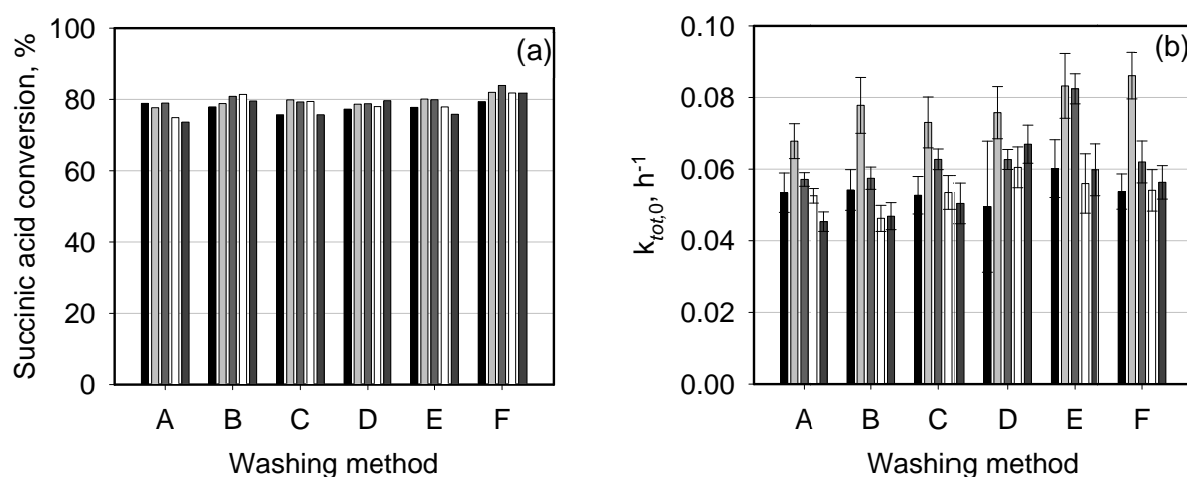 (a)
Succinic acid conversion, %
100
80
60
40
20
0
A B C D E F
Washing method
(b)
k_tot,0, h^-1
0.10
0.08
0.06
0.04
0.02
0.00
A B C D E F
Washing method